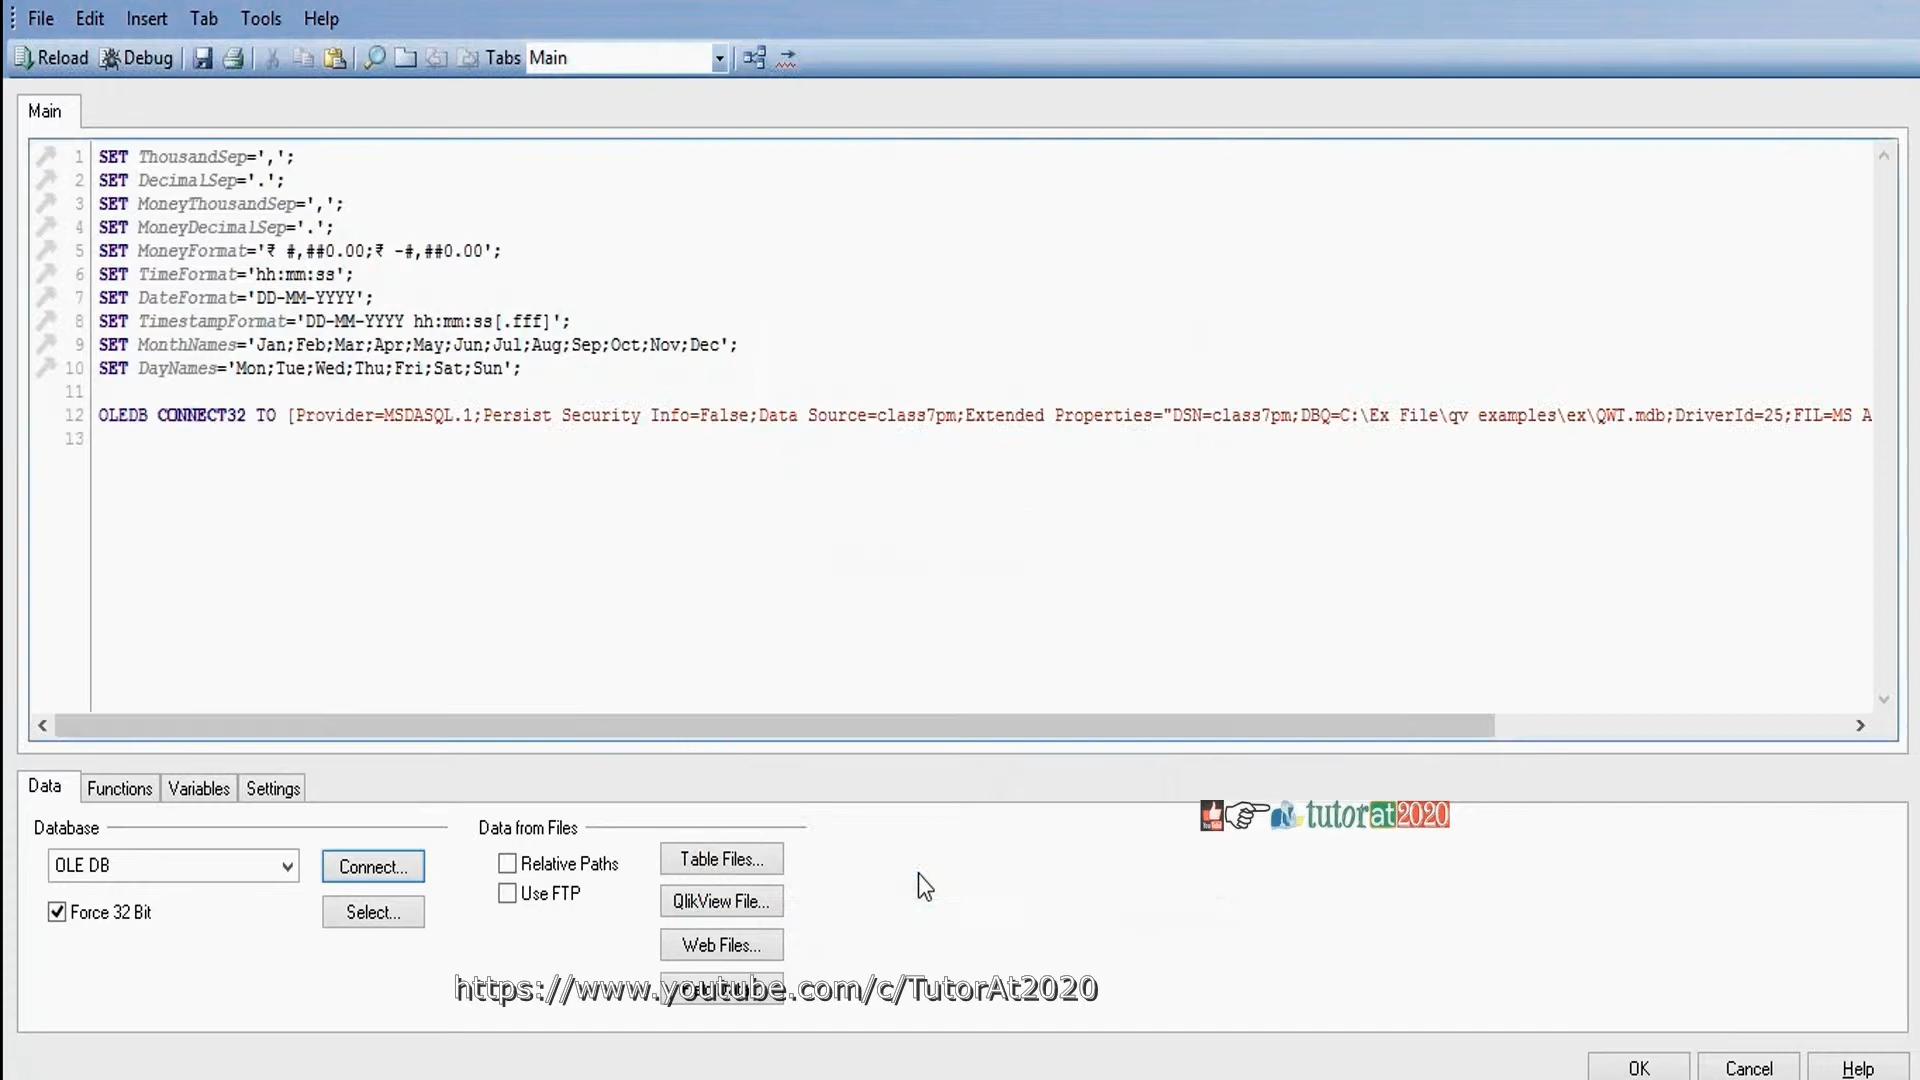 File Edit Insert Tab Tools Help
Reload Debug Tabs Main
Main
1 SET ThousandSep=',';
2 SET DecimalSep='.';
3 SET MoneyThousandSep=',';
4 SET MoneyDecimalSep='.';
5 SET MoneyFormat='₹ #,##0.00;₹ -#,##0.00';
6 SET TimeFormat='hh:mm:ss';
7 SET DateFormat='DD-MM-YYYY';
8 SET TimestampFormat='DD-MM-YYYY hh:mm:ss[.fff]';
9 SET MonthNames='Jan;Feb;Mar;Apr;May;Jun;Jul;Aug;Sep;Oct;Nov;Dec';
10 SET DayNames='Mon;Tue;Wed;Thu;Fri;Sat;Sun';
11
12 OLEDB CONNECT32 TO [Provider=MSDASQL.1;Persist Security Info=False;Data Source=class7pm;Extended Properties="DSN=class7pm;DBQ=C:\Ex File\qv examples\ex\QWT.mdb;DriverId=25;FIL=MS A
13
Data Functions Variables Settings
Database Data from Files
tutorat2020
OLE DB Connect... Relative Paths Table Files...
Use FTP QlikView File...
Force 32 Bit Select...
Web Files...
https://www.youtube.com/c/TutorAt2020
OK Cancel Help